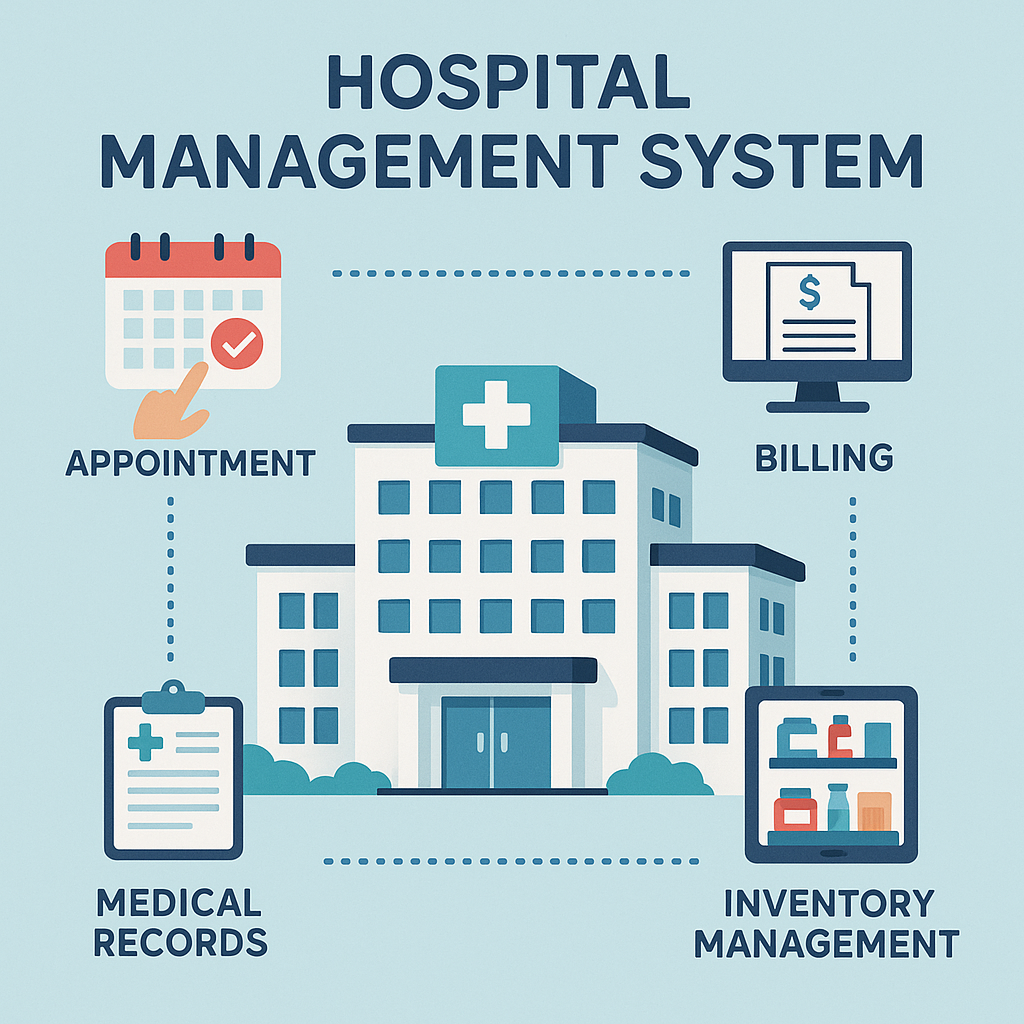 HOSPITAL
MANAGEMENT SYSTEM
$
APPOINTMENT
BILLING
MEDICAL
RECORDS
INVENTORY
MANAGEMENT